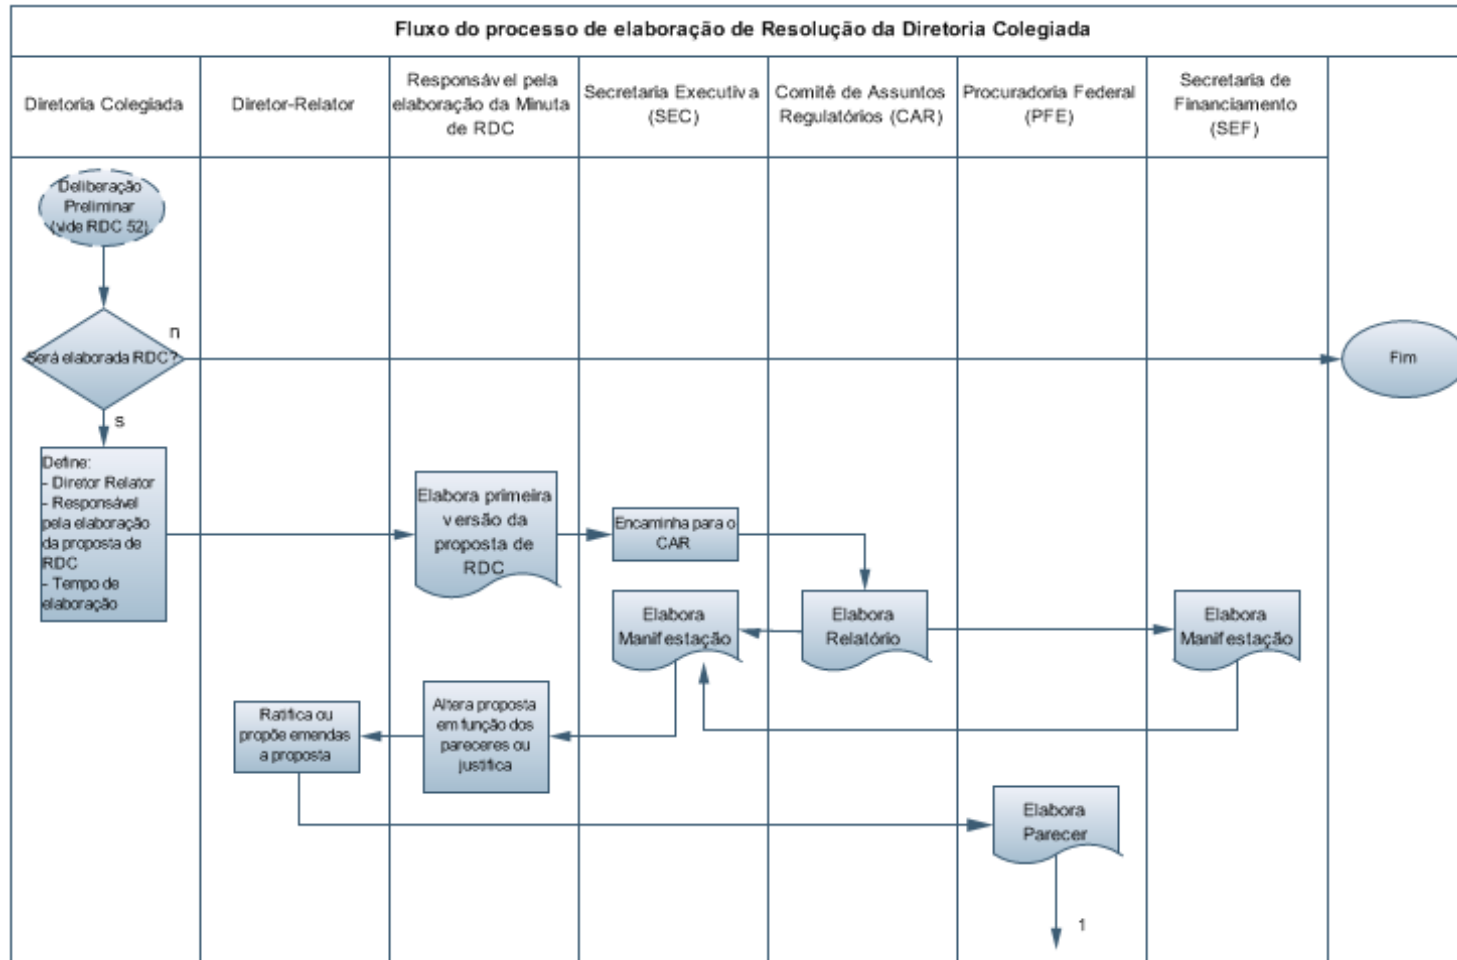 Fluxo do processo de elaboração de Resolução da Diretoria Colegiada
Diretoria Colegiada
Diretor-Relator
Responsável pela
elaboração da Minuta
de RDC
Secretaria Executiva
(SEC)
Comitê de Assuntos
Regulatórios (CAR)
Procuradoria Federal
(PFE)
Secretaria de
Financiamento
(SEF)
Deliberação
Preliminar
(vide RDC 52)
n
Será elaborada RDC?
Fim
s
Define:
- Diretor Relator
- Responsável
pela elaboração
da proposta de
RDC
- Tempo de
elaboração
Elabora primeira
versão da
proposta de
RDC
Encaminha para o
CAR
Elabora
Manifestação
Elabora
Relatório
Elabora
Manifestação
Ratifica ou
propõe emendas
a proposta
Altera proposta
em função dos
pareceres ou
justifica
Elabora
Parecer
1